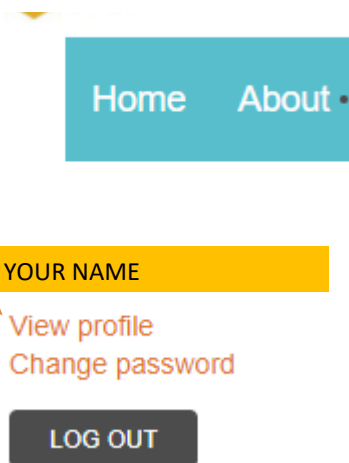 Home About
YOUR NAME
View profile
Change password
LOG OUT